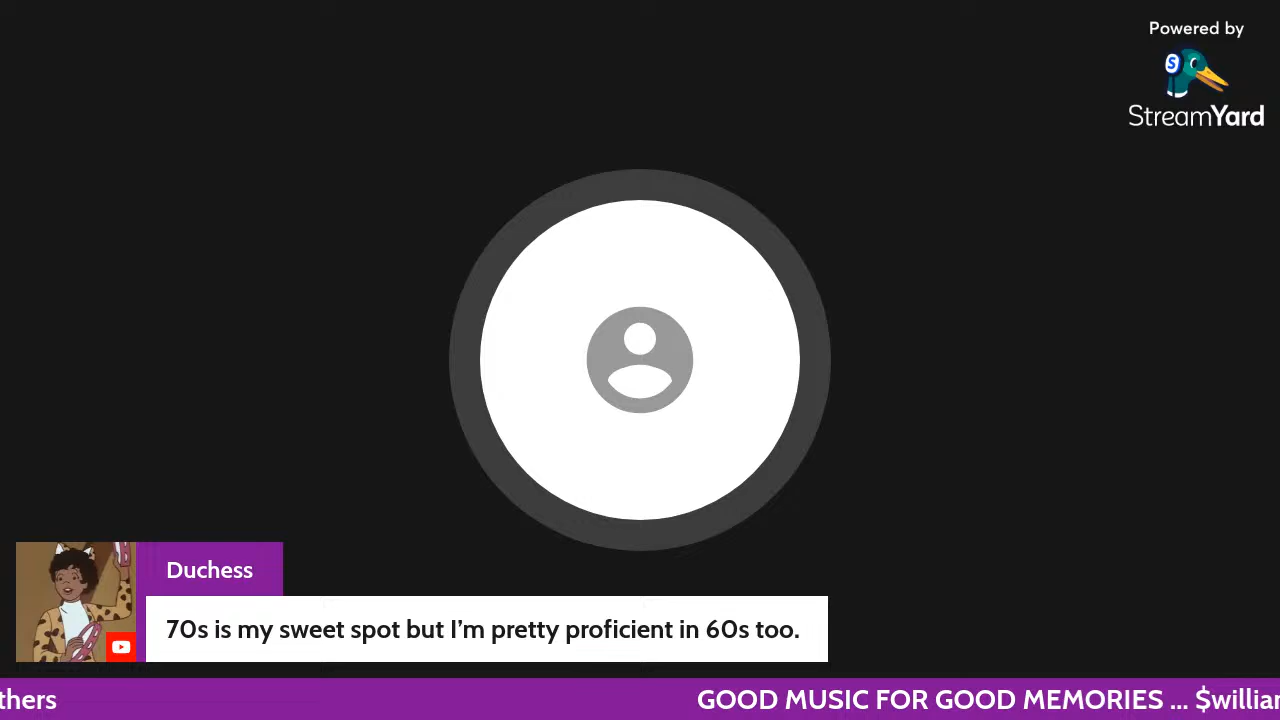 Powered by
S
StreamYard
Duchess
70s is my sweet spot but I’m pretty proficient in 60s too.
thers GOOD MUSIC FOR GOOD MEMORIES ... $willian